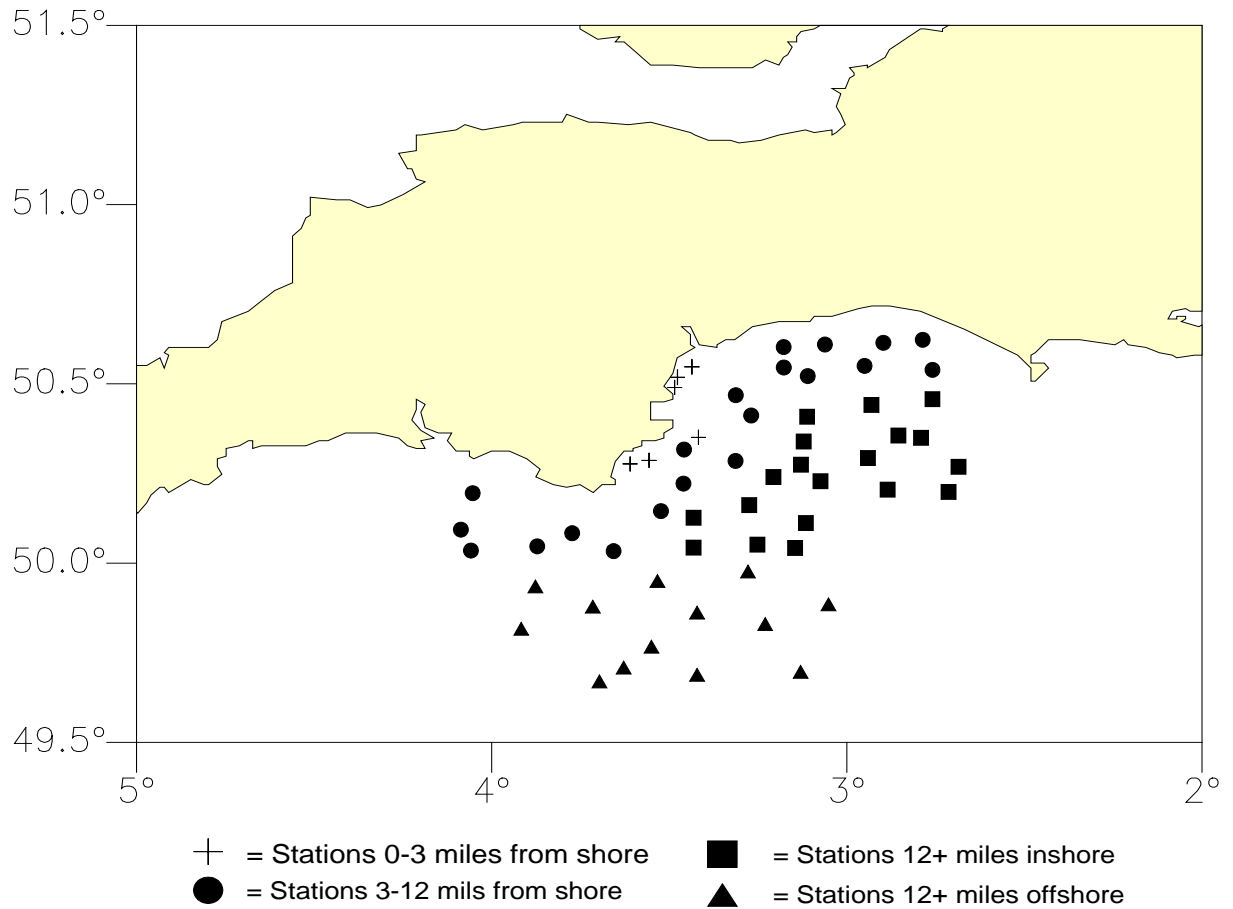 51.5°
51.0°
50.5°
50.0°
49.5°
5° 4° 3° 2°
= Stations 0-3 miles from shore
= Stations 12+ miles inshore
= Stations 3-12 mils from shore
= Stations 12+ miles offshore